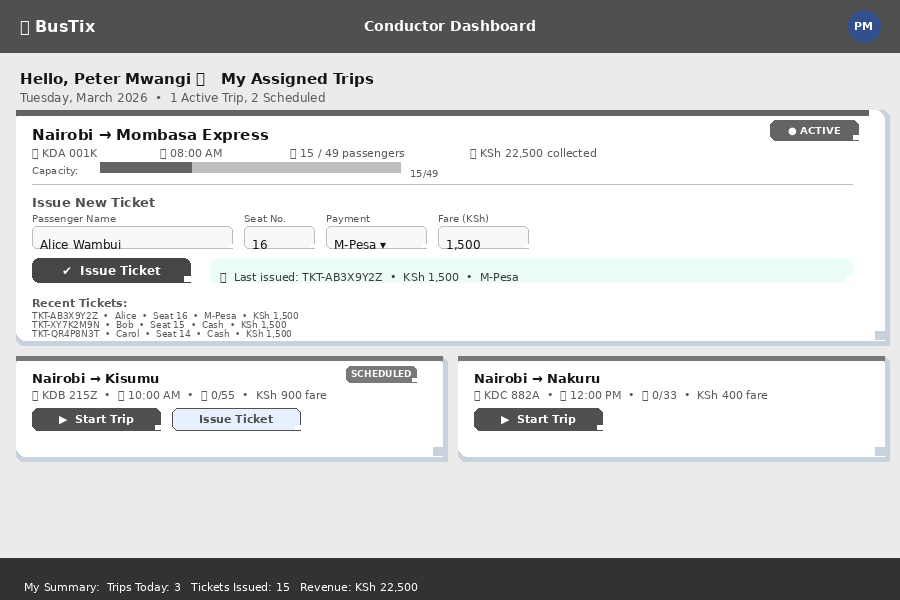 BusTix
Conductor Dashboard
PM
Hello, Peter Mwangi My Assigned Trips
Tuesday, March 2026 • 1 Active Trip, 2 Scheduled
Nairobi → Mombasa Express
● ACTIVE
KDA 001K 08:00 AM 15 / 49 passengers KSh 22,500 collected
Capacity: 15/49
Issue New Ticket
Passenger Name Seat No. Payment Fare (KSh)
Alice Wambui 16 M-Pesa ▾ 1,500
✔ Issue Ticket
Last issued: TKT-AB3X9Y2Z • KSh 1,500 • M-Pesa
Recent Tickets:
TKT-AB3X9Y2Z • Alice • Seat 16 • M-Pesa • KSh 1,500
TKT-XY7K2M9N • Bob • Seat 15 • Cash • KSh 1,500
TKT-QR4P8N3T • Carol • Seat 14 • Cash • KSh 1,500
Nairobi → Kisumu
SCHEDULED
KDB 215Z • 10:00 AM • 0/55 • KSh 900 fare
▶ Start Trip
Issue Ticket
Nairobi → Nakuru
KDC 882A • 12:00 PM • 0/33 • KSh 400 fare
▶ Start Trip
My Summary: Trips Today: 3 Tickets Issued: 15 Revenue: KSh 22,500